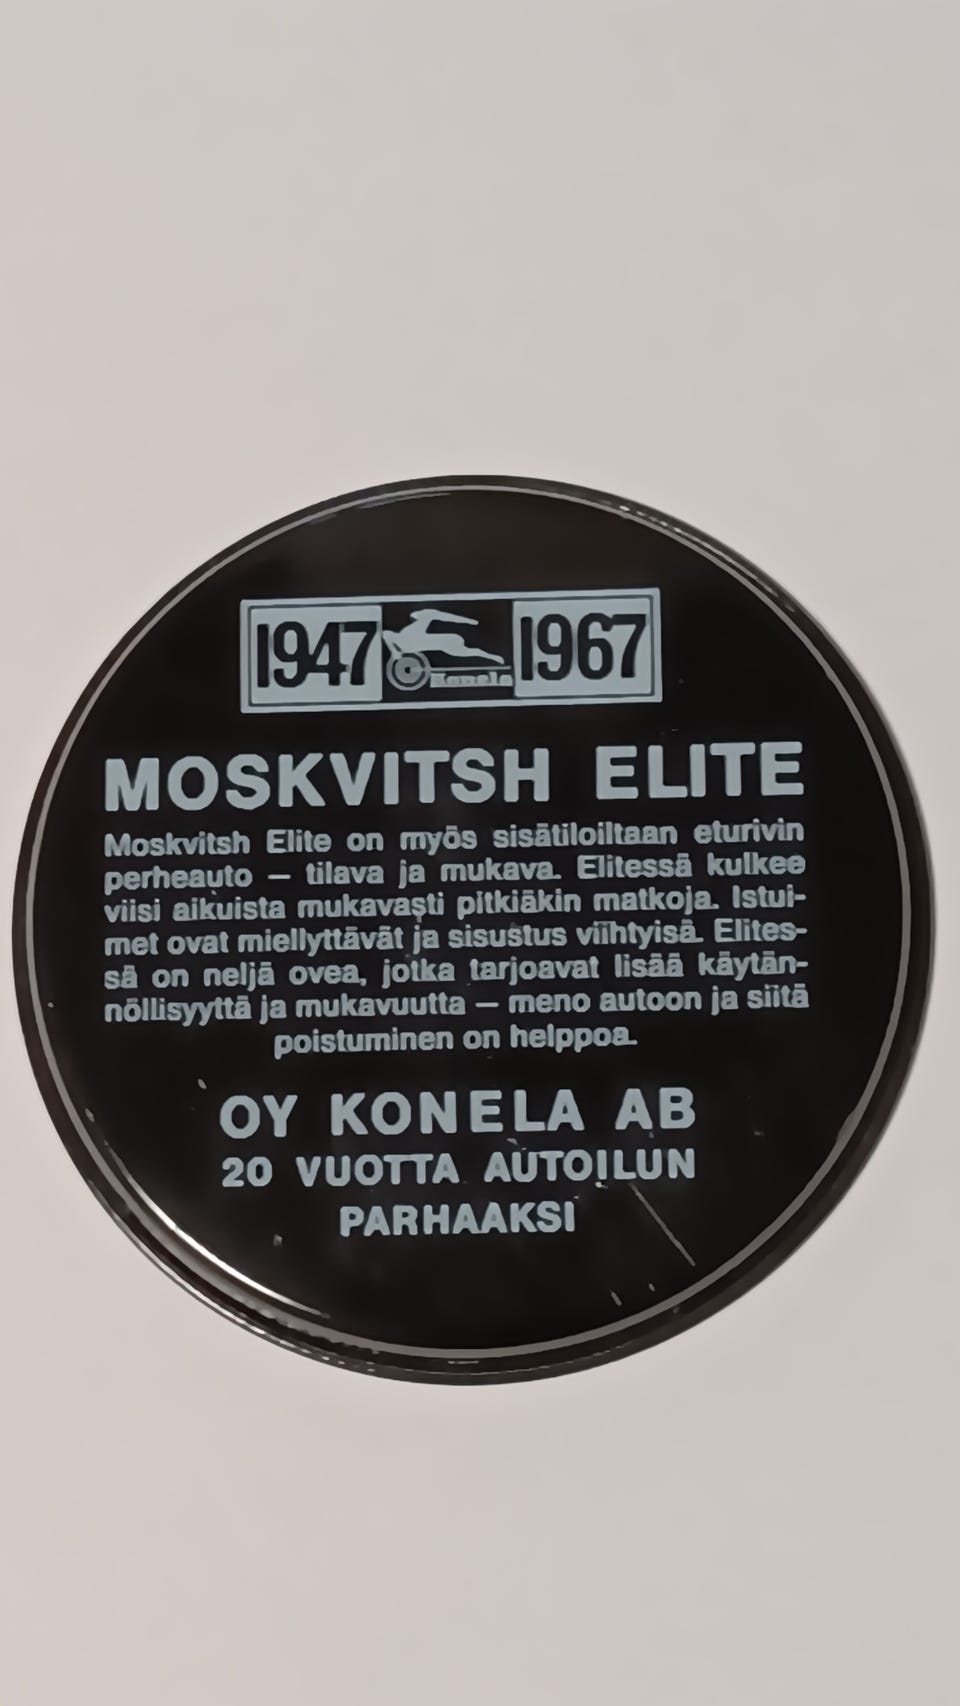 1947 Konela 1967
MOSKVITSH ELITE
Moskvitsh Elite on myös sisätiloiltaan eturivin
perheauto — tilava ja mukava. Elitessä kulkee
viisi aikuista mukavasti pitkiäkin matkoja. Istui-
met ovat miellyttävät ja sisustus viihtyisä. Elites-
sä on neljä ovea, jotka tarjoavat lisää käytän-
nöllisyyttä ja mukavuutta — meno autoon ja siitä
poistuminen on helppoa.
OY KONELA AB
20 VUOTTA AUTOILUN
PARHAAKSI